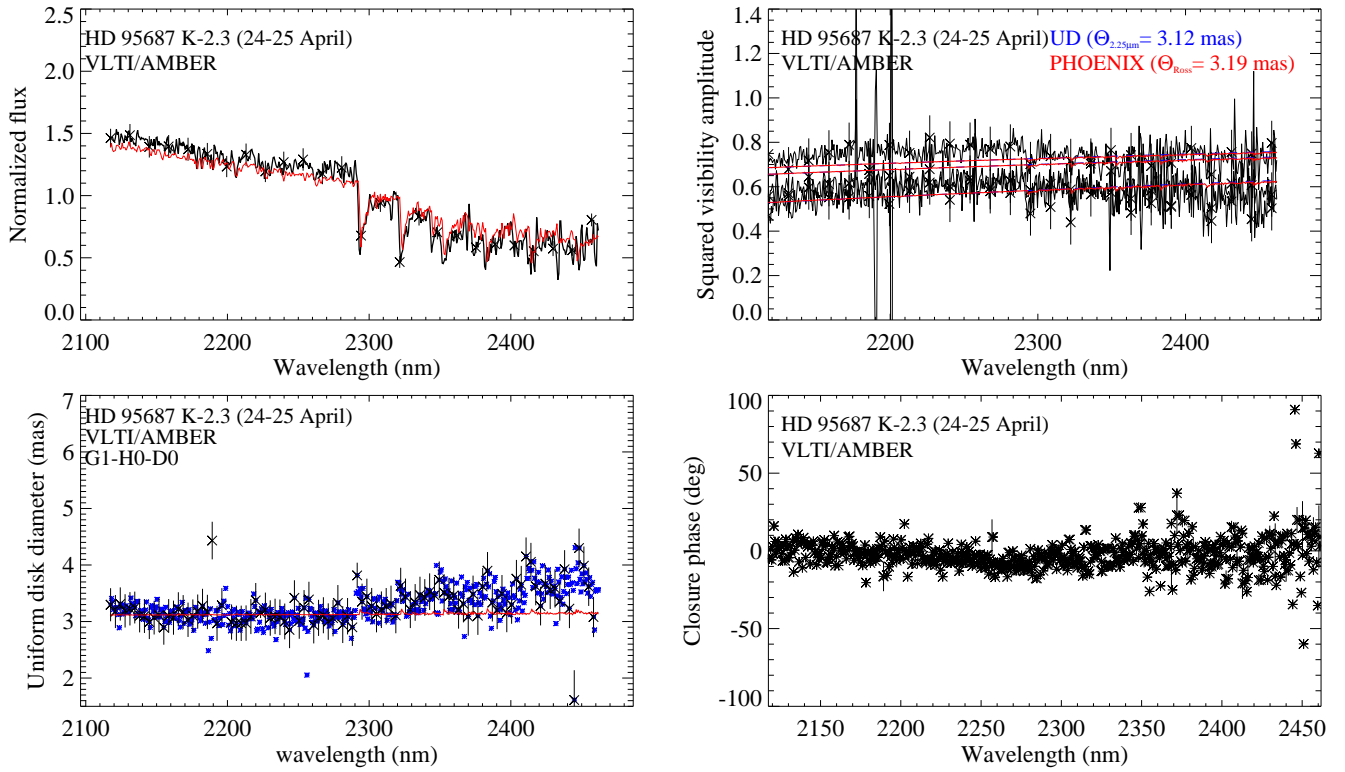 HD 95687 K-2.3 (24-25 April)
VLTI/AMBER
Normalized flux
2.5
2.0
1.5
1.0
0.5
0.0
2100 2200 2300 2400
Wavelength (nm)
HD 95687 K-2.3 (24-25 April)
VLTI/AMBER
UD (Θ2.25μm= 3.12 mas)
PHOENIX (ΘRoss= 3.19 mas)
Squared visibility amplitude
1.4
1.2
1.0
0.8
0.6
0.4
0.2
0.0
2200 2300 2400
Wavelength (nm)
HD 95687 K-2.3 (24-25 April)
VLTI/AMBER
G1-H0-D0
Uniform disk diameter (mas)
7
6
5
4
3
2
2100 2200 2300 2400
wavelength (nm)
HD 95687 K-2.3 (24-25 April)
VLTI/AMBER
Closure phase (deg)
100
50
0
-50
-100
2150 2200 2250 2300 2350 2400 2450
Wavelength (nm)